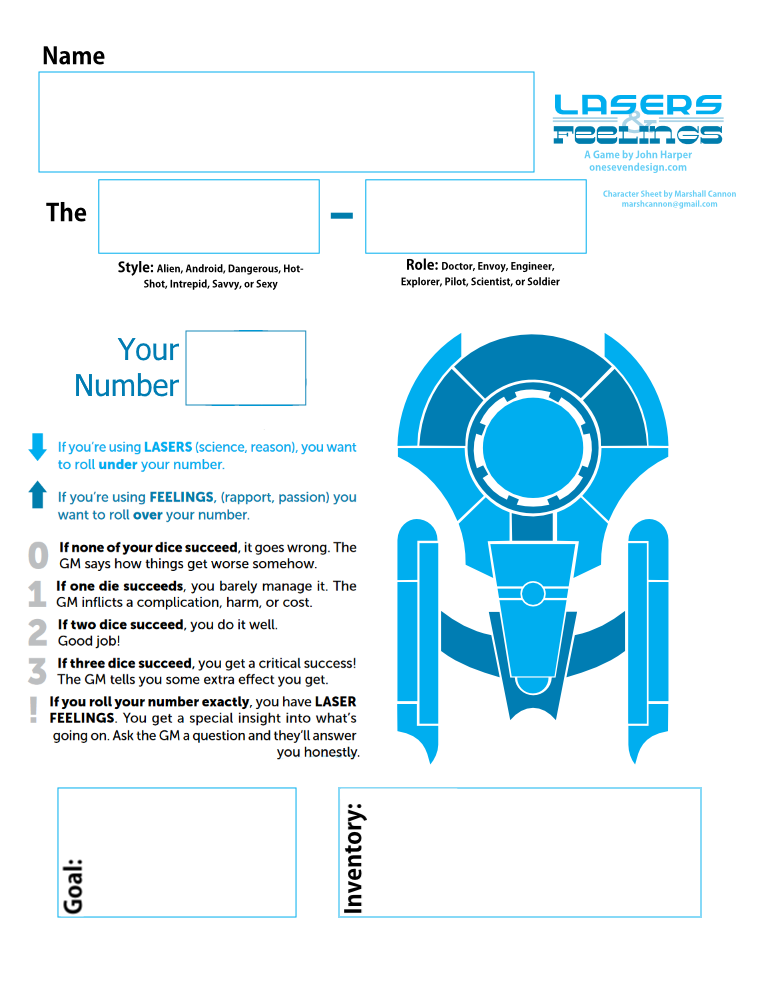 Name
LASERS
&
FEELINGS
A Game by John Harper
onesevendesign.com
Character Sheet by Marshall Cannon
marshcannon@gmail.com
The
–
Style: Alien, Android, Dangerous, Hot-
Shot, Intrepid, Savvy, or Sexy
Role: Doctor, Envoy, Engineer,
Explorer, Pilot, Scientist, or Soldier
Your
Number
If you're using LASERS (science, reason), you want
to roll under your number.
If you're using FEELINGS, (rapport, passion) you
want to roll over your number.
0 If none of your dice succeed, it goes wrong. The
GM says how things get worse somehow.
1 If one die succeeds, you barely manage it. The
GM inflicts a complication, harm, or cost.
2 If two dice succeed, you do it well.
Good job!
3 If three dice succeed, you get a critical success!
The GM tells you some extra effect you get.
! If you roll your number exactly, you have LASER
FEELINGS. You get a special insight into what's
going on. Ask the GM a question and they'll answer
you honestly.
Goal:
Inventory: